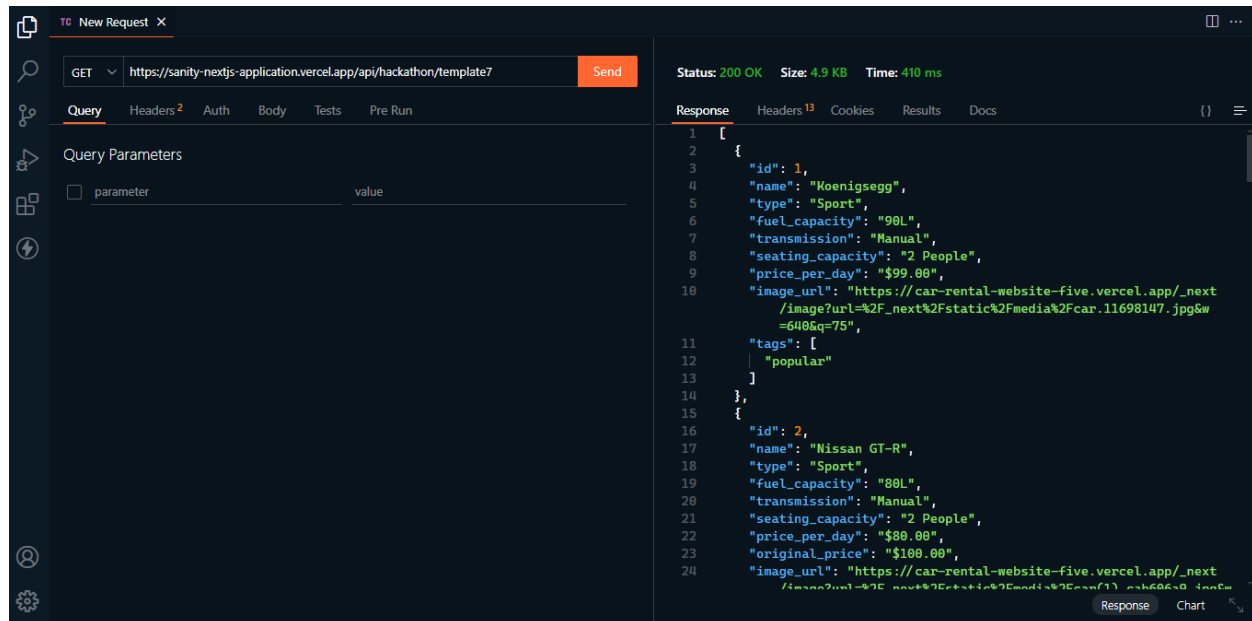 TC New Request
GET https://sanity-nextjs-application.vercel.app/api/hackathon/template7 Send
Query Headers 2 Auth Body Tests Pre Run
Query Parameters
parameter value
Status: 200 OK Size: 4.9 KB Time: 410 ms
Response Headers 13 Cookies Results Docs {}
1 [
2 {
3 "id": 1,
4 "name": "Koenigsegg",
5 "type": "Sport",
6 "fuel_capacity": "90L",
7 "transmission": "Manual",
8 "seating_capacity": "2 People",
9 "price_per_day": "$99.00",
10 "image_url": "https://car-rental-website-five.vercel.app/_next
/image?url=%2F_next%2Fstatic%2Fmedia%2Fcar.11698147.jpg&w
=640&q=75",
11 "tags": [
12 "popular"
13 ]
14 },
15 {
16 "id": 2,
17 "name": "Nissan GT-R",
18 "type": "Sport",
19 "fuel_capacity": "80L",
20 "transmission": "Manual",
21 "seating_capacity": "2 People",
22 "price_per_day": "$80.00",
23 "original_price": "$100.00",
24 "image_url": "https://car-rental-website-five.vercel.app/_next
Response Chart